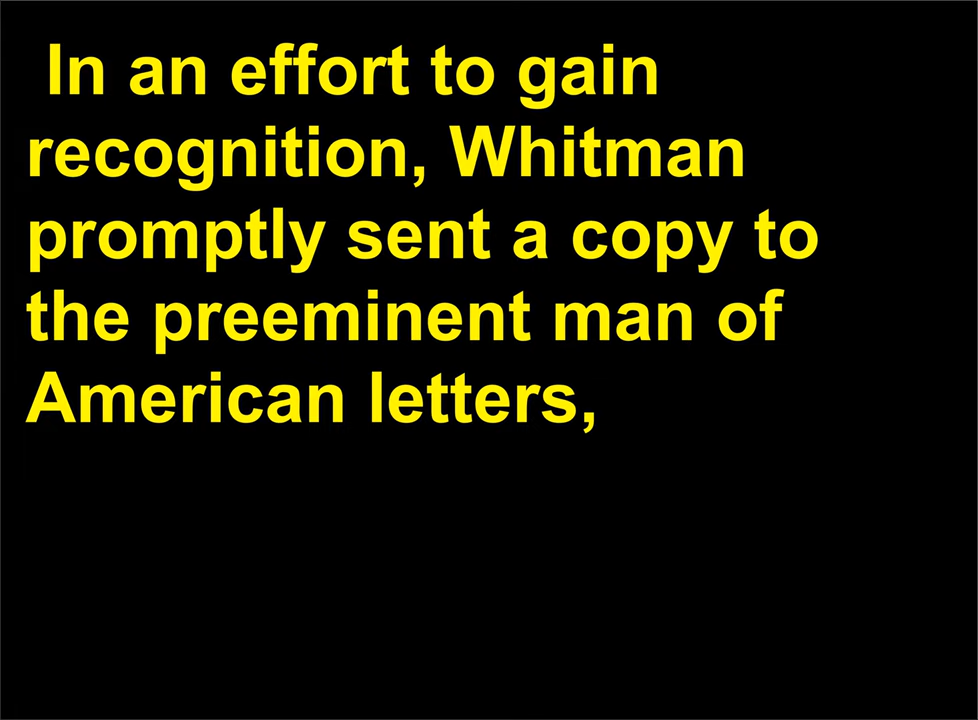 In an effort to gain
recognition, Whitman
promptly sent a copy to
the preeminent man of
American letters,